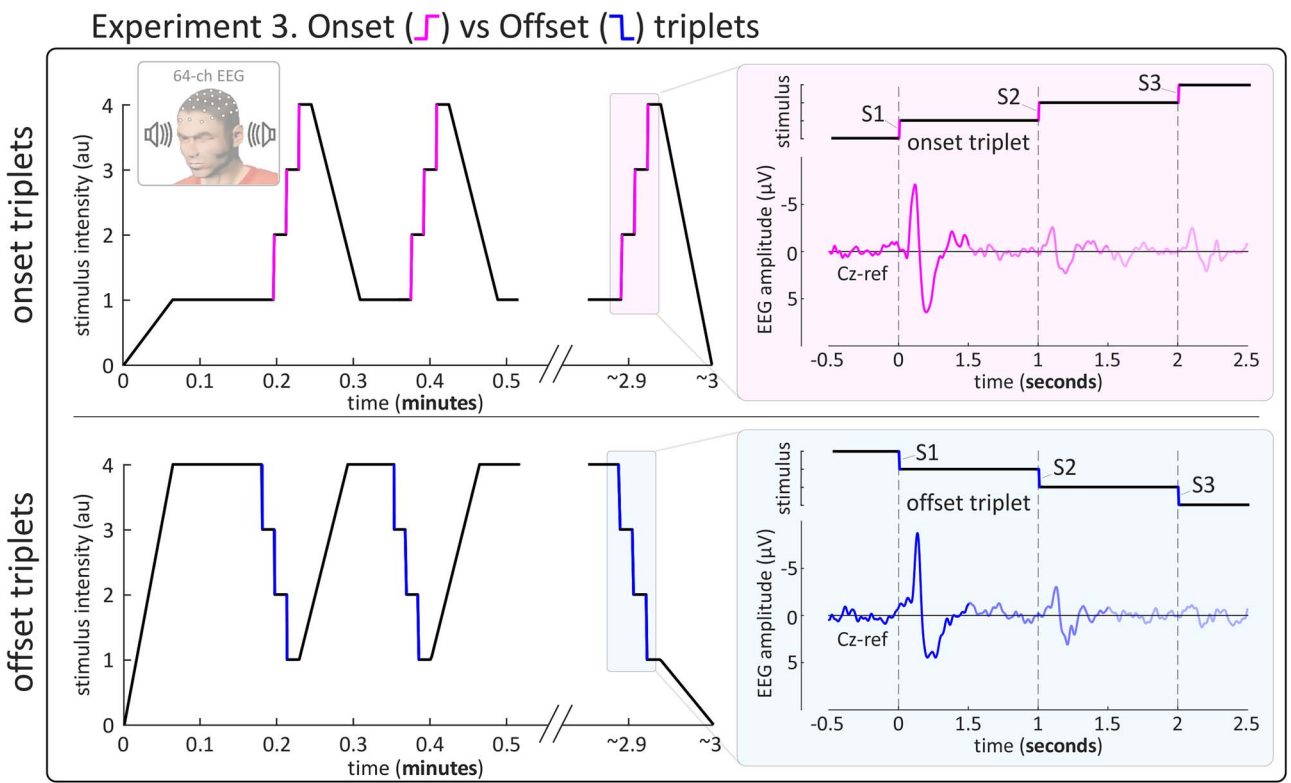 Experiment 3. Onset ( ) vs Offset ( ) triplets
onset triplets
64-ch EEG
stimulus intensity (au)
4
3
2
1
0
0 0.1 0.2 0.3 0.4 0.5 ~2.9 ~3
time (minutes)
stimulus
S1 S2 S3
onset triplet
EEG amplitude (µV)
-5
0
5
Cz-ref
-0.5 0 1.5 1 1.5 2 2.5
time (seconds)
offset triplets
stimulus intensity (au)
4
3
2
1
0
0 0.1 0.2 0.3 0.4 0.5 ~2.9 ~3
time (minutes)
stimulus
S1 S2 S3
offset triplet
EEG amplitude (µV)
-5
0
5
Cz-ref
-0.5 0 1.5 1 1.5 2 2.5
time (seconds)